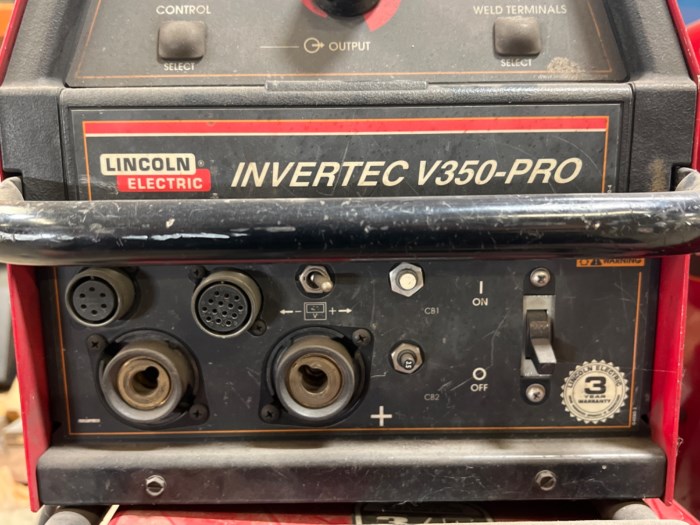 CONTROL
WELD TERMINALS
OUTPUT
SELECT
SELECT
LINCOLN®
ELECTRIC
INVERTEC V350-PRO
WARNING
- V +
I
ON
CB1
O
OFF
CB2
+
LINCOLN ELECTRIC
3
YEAR
WARRANTY